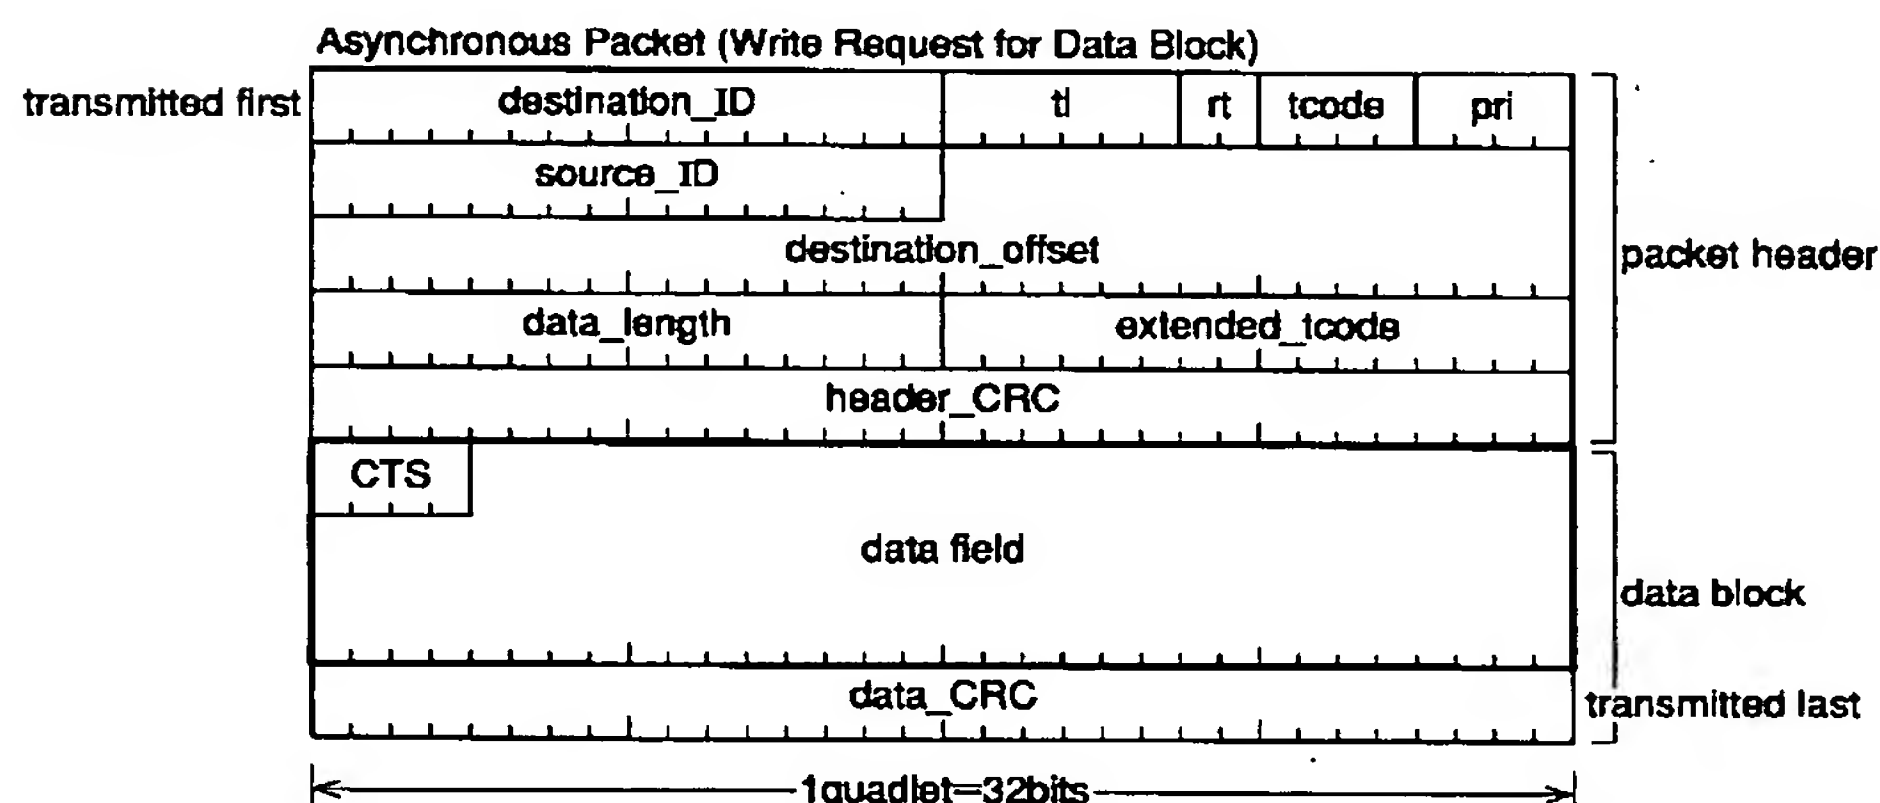 Asynchronous Packet (Write Request for Data Block)
transmitted first destination_ID tl rt tcode pri
source_ID
destination_offset
packet header
data_length extended_tcode
header_CRC
CTS
data field
data block
data_CRC
transmitted last
1quadlet=32bits